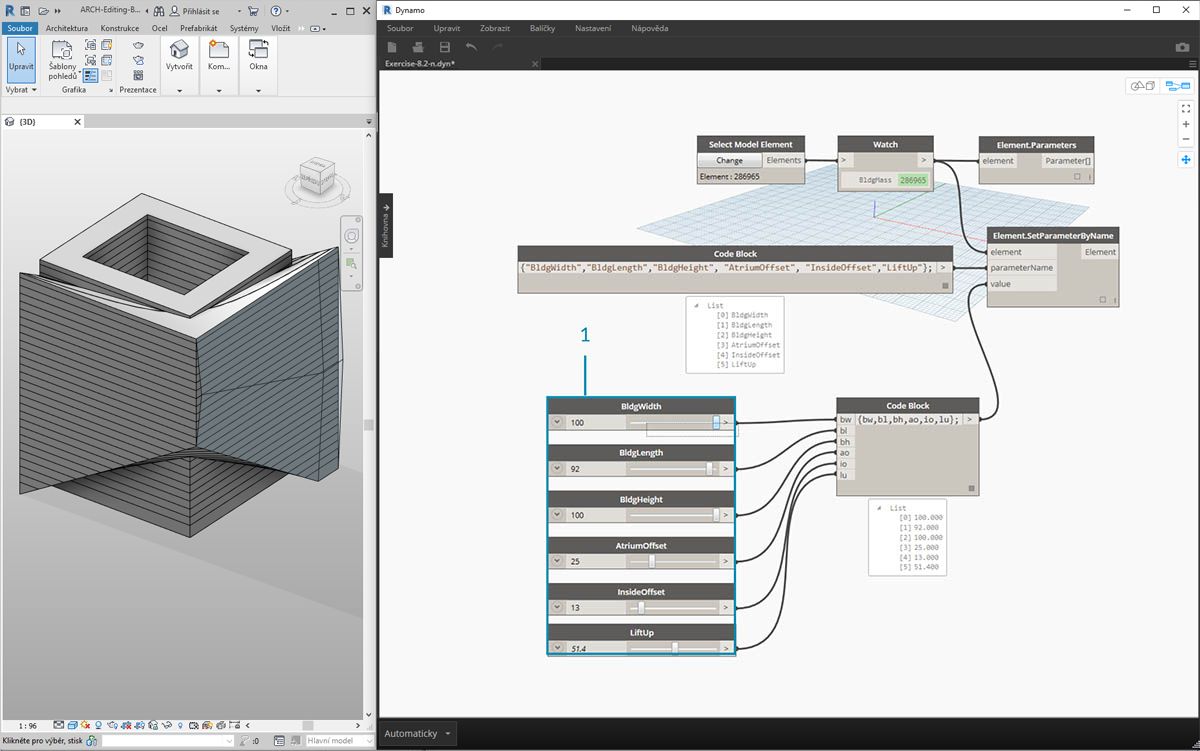 ARCH-Editing-B...
Přihlásit se
Soubor Architektura Konstrukce Ocel Prefabrikát Systémy Vložit
Upravit
Šablony pohledů
Vytvořit
Kom...
Okna
Vybrat
Grafika
Prezentace
{3D}
1 : 96
Klikněte pro výběr, stisk
:0
Hlavní model
Dynamo
Soubor Upravit Zobrazit Balíčky Nastavení Nápověda
Exercise-8.2-n.dyn*
Knihovna
Select Model Element
Change Elements
Element : 286965
Watch
> >
BldgMass 286965
Element.Parameters
element Parameter[]
Element.SetParameterByName
element Element
parameterName
value
Code Block
{"BldgWidth","BldgLength","BldgHeight", "AtriumOffset", "InsideOffset","LiftUp"}; >
List
[0] BldgWidth
[1] BldgLength
[2] BldgHeight
[3] AtriumOffset
[4] InsideOffset
[5] LiftUp
1
BldgWidth
100 >
BldgLength
92 >
BldgHeight
100 >
AtriumOffset
25 >
InsideOffset
13 >
LiftUp
51.4 >
Code Block
bw {bw,bl,bh,ao,io,lu}; >
bl
bh
ao
io
lu
List
[0] 100.000
[1] 92.000
[2] 100.000
[3] 25.000
[4] 13.000
[5] 51.400
Automaticky